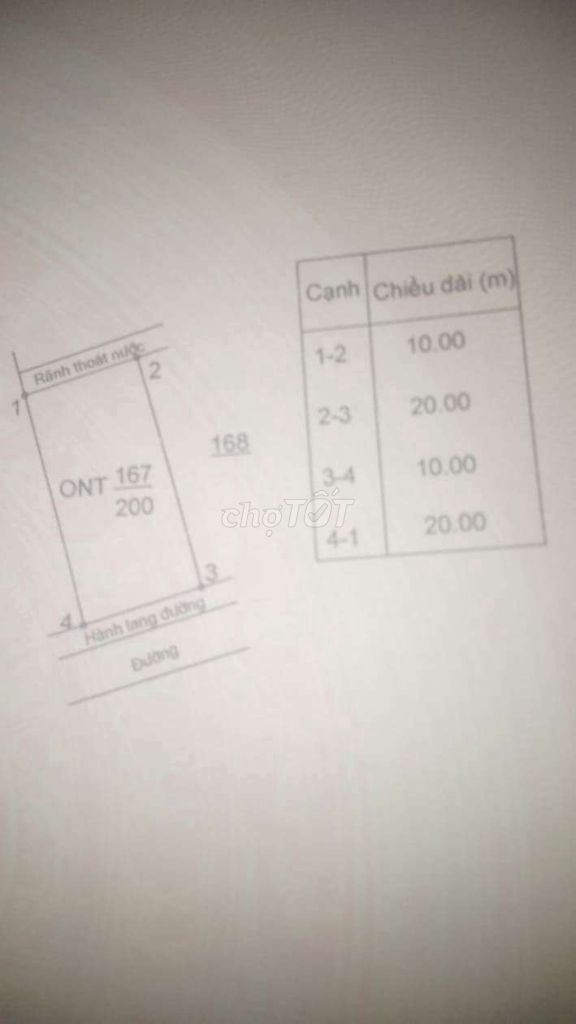 Rãnh thoát nước
1
2
ONT 167
200
168
4
3
Hành lang đường
Đường
Cạnh Chiều dài (m)
1-2 10.00
2-3 20.00
3-4 10.00
4-1 20.00
chợTỐT